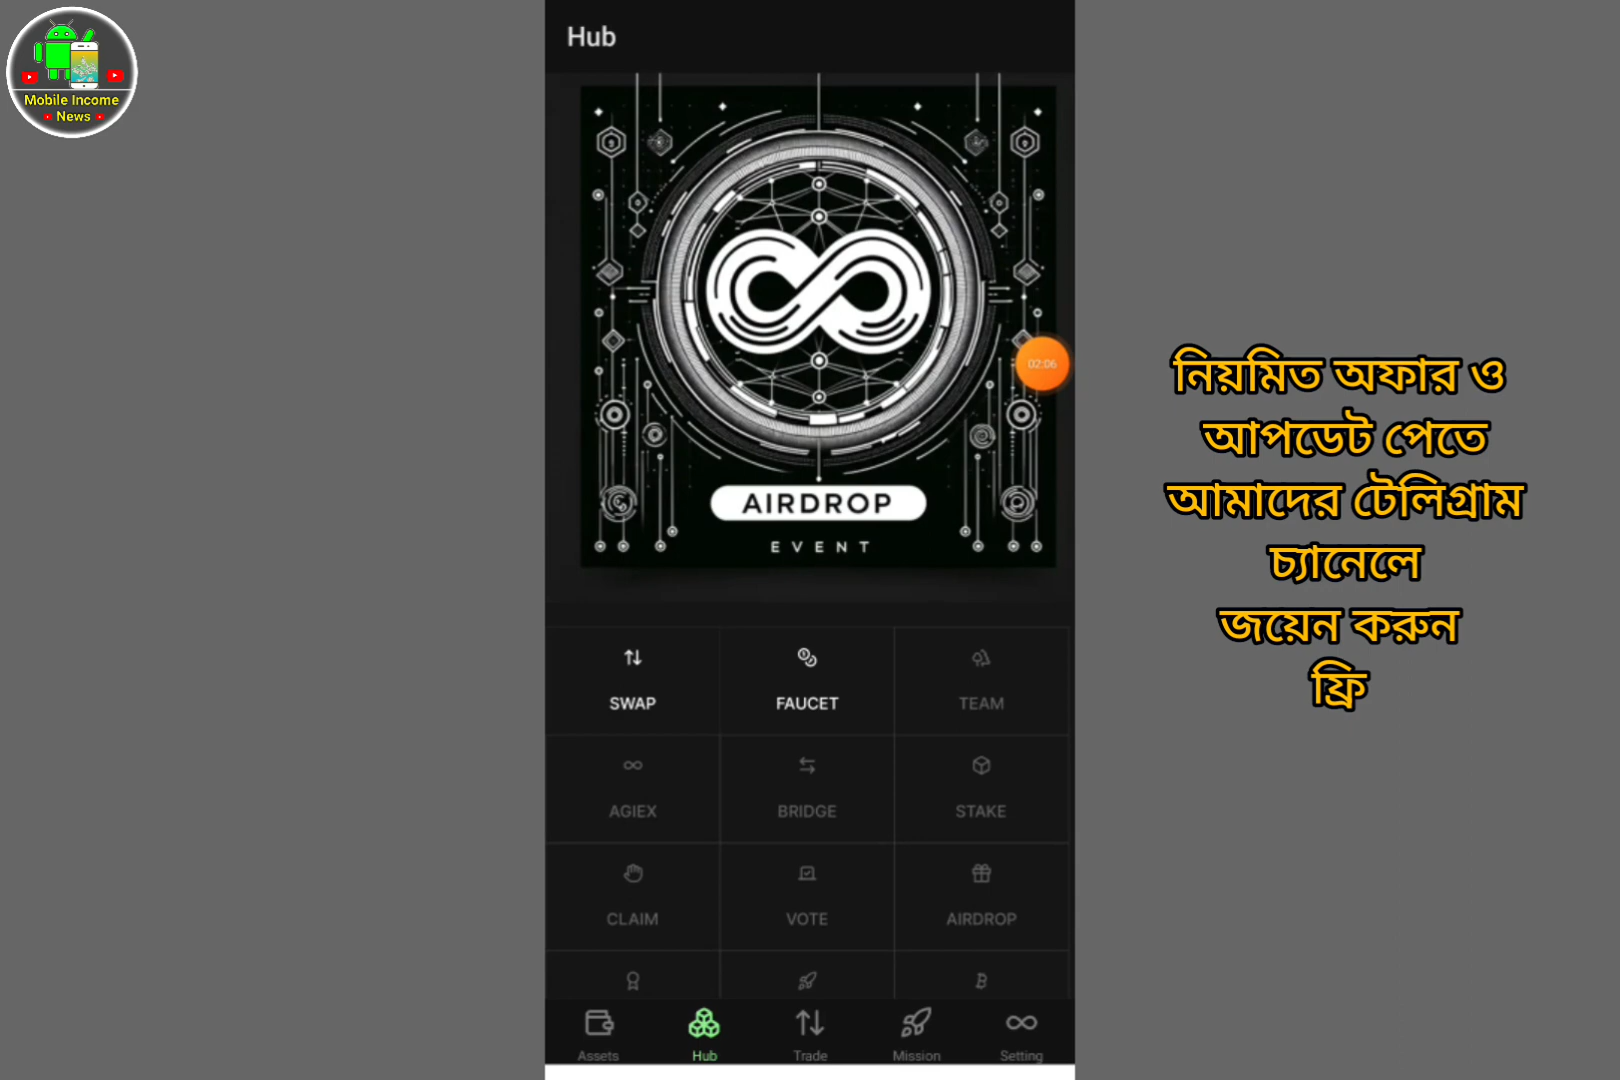 Mobile Income
News
Hub
02:06
AIRDROP
EVENT
SWAP
FAUCET
TEAM
AGIEX
BRIDGE
STAKE
CLAIM
VOTE
AIRDROP
Assets
Hub
Trade
Mission
Setting
নিয়মিত অফার ও
আপডেট পেতে
আমাদের টেলিগ্রাম
চ্যানেলে
জয়েন করুন
ফ্রি